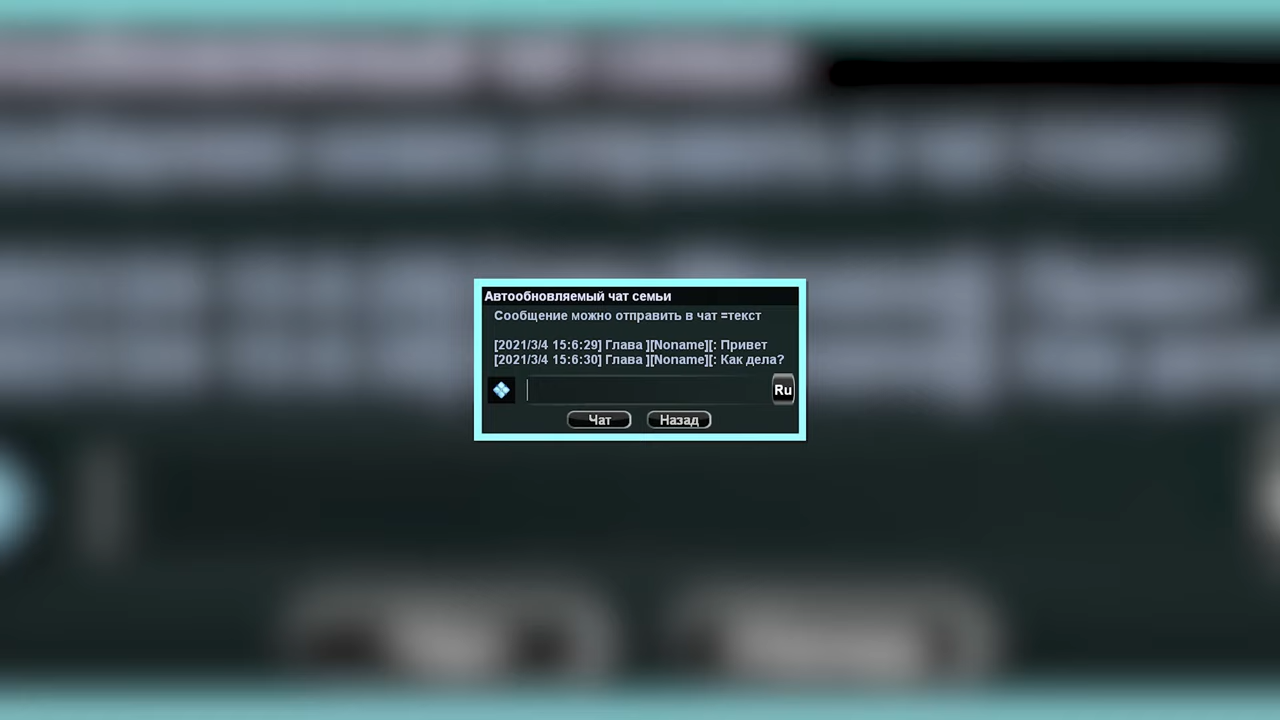 Автообновляемый чат семьи
Сообщение можно отправить в чат =текст
[2021/3/4 15:6:29] Глава ][Noname][: Привет
[2021/3/4 15:6:30] Глава ][Noname][: Как дела?
Ru
Чат Назад